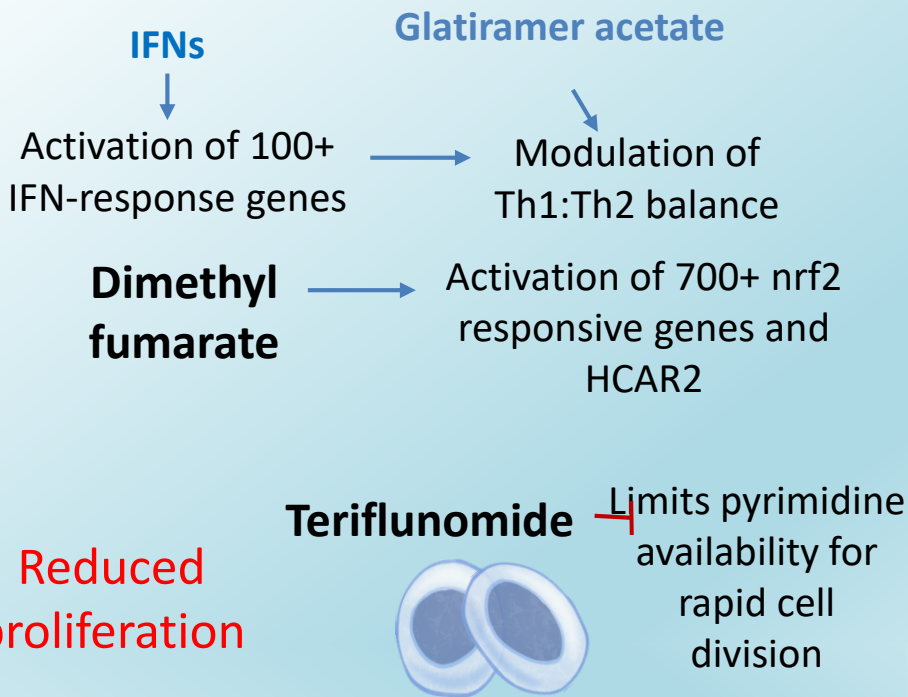 IFNs
Glatiramer acetate
Activation of 100+
IFN-response genes
Modulation of
Th1:Th2 balance
Dimethyl
fumarate
Activation of 700+ nrf2
responsive genes and
HCAR2
Teriflunomide
Limits pyrimidine
availability for
rapid cell
division
Reduced
proliferation